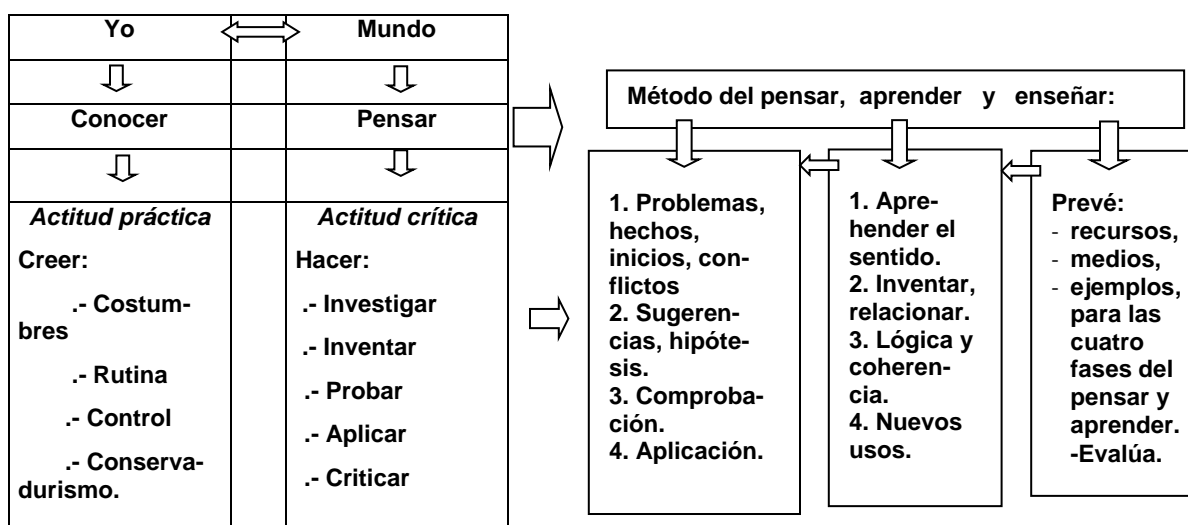 Yo
Mundo
Conocer
Pensar
Actitud práctica
Creer:
.- Costum-
bres
.- Rutina
.- Control
.- Conserva-
durismo.
Actitud crítica
Hacer:
.- Investigar
.- Inventar
.- Probar
.- Aplicar
.- Criticar
Método del pensar, aprender y enseñar:
1. Problemas,
hechos,
inicios, con-
flictos
2. Sugeren-
cias, hipóte-
sis.
3. Comproba-
ción.
4. Aplicación.
1. Apre-
hender el
sentido.
2. Inventar,
relacionar.
3. Lógica y
coheren-
cia.
4. Nuevos
usos.
Prevé:
- recursos,
- medios,
- ejemplos,
para las
cuatro
fases del
pensar y
aprender.
-Evalúa.